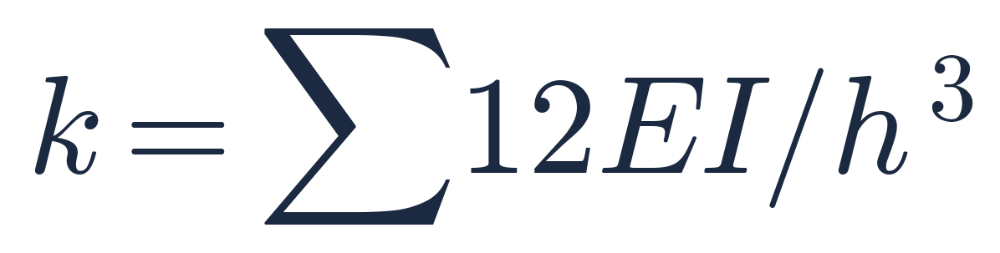 k = ∑ 12EI/h³